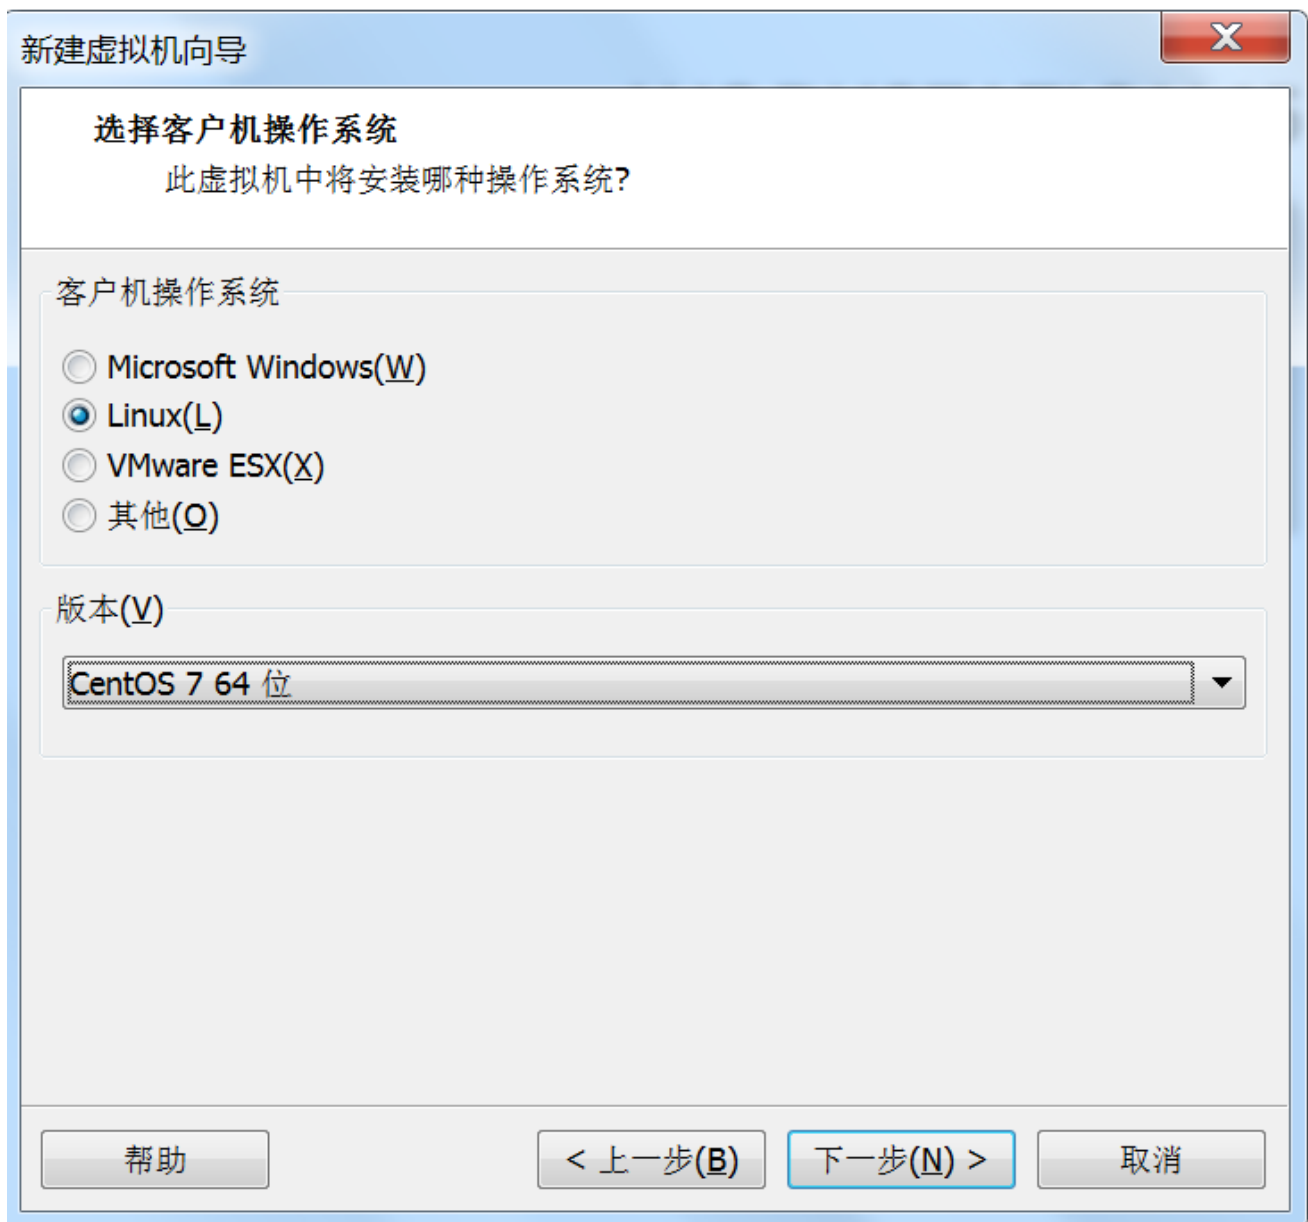 新建虚拟机向导
选择客户机操作系统
此虚拟机中将安装哪种操作系统?
客户机操作系统
Microsoft Windows(W)
Linux(L)
VMware ESX(X)
其他(O)
版本(V)
CentOS 7 64 位
帮助
< 上一步(B)
下一步(N) >
取消